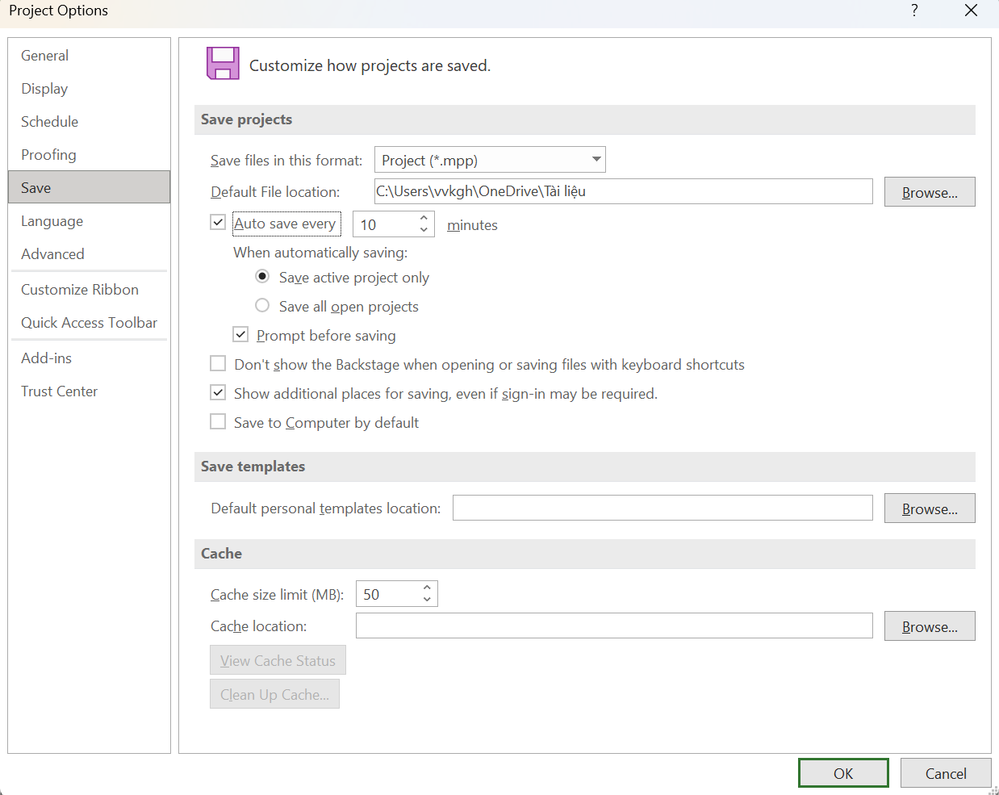 Project Options
?
General
Display
Schedule
Proofing
Save
Language
Advanced
Customize Ribbon
Quick Access Toolbar
Add-ins
Trust Center
Customize how projects are saved.
Save projects
Save files in this format: Project (*.mpp)
Default File location: C:\Users\vvkgh\OneDrive\Tài liệu Browse...
Auto save every 10 minutes
When automatically saving:
Save active project only
Save all open projects
Prompt before saving
Don't show the Backstage when opening or saving files with keyboard shortcuts
Show additional places for saving, even if sign-in may be required.
Save to Computer by default
Save templates
Default personal templates location: Browse...
Cache
Cache size limit (MB): 50
Cache location: Browse...
View Cache Status
Clean Up Cache...
OK Cancel